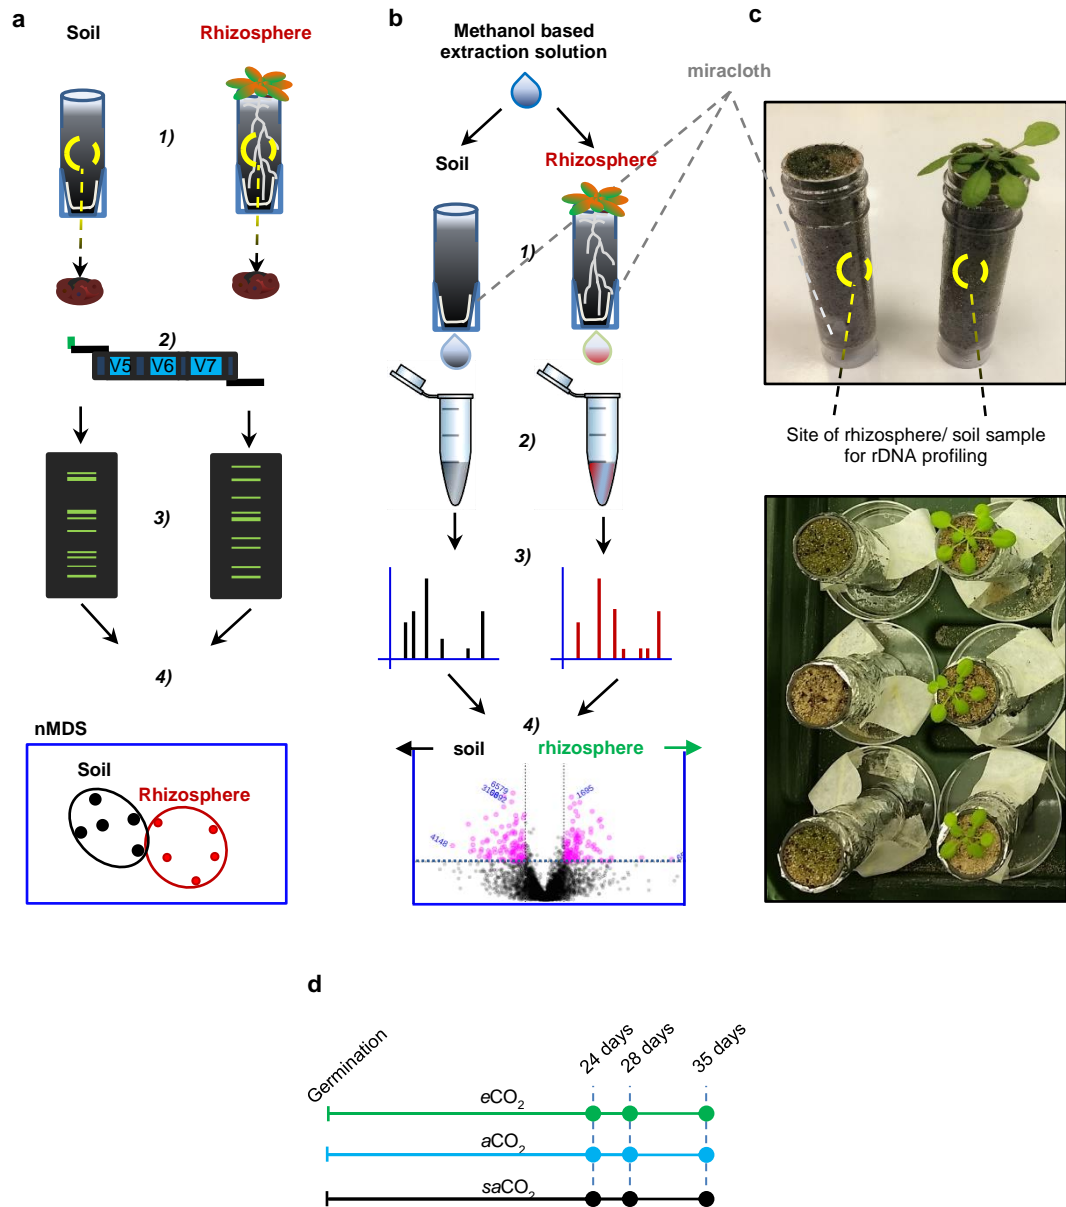 a
Soil
Rhizosphere
1)
2)
V5 V6 V7
3)
4)
nMDS
Soil
Rhizosphere
b
Methanol based
extraction solution
miracloth
Soil
Rhizosphere
1)
2)
3)
4)
soil
rhizosphere
6579
1695
4148
c
Site of rhizosphere/ soil sample
for rDNA profiling
d
Germination
24 days
28 days
35 days
eCO₂
aCO₂
saCO₂